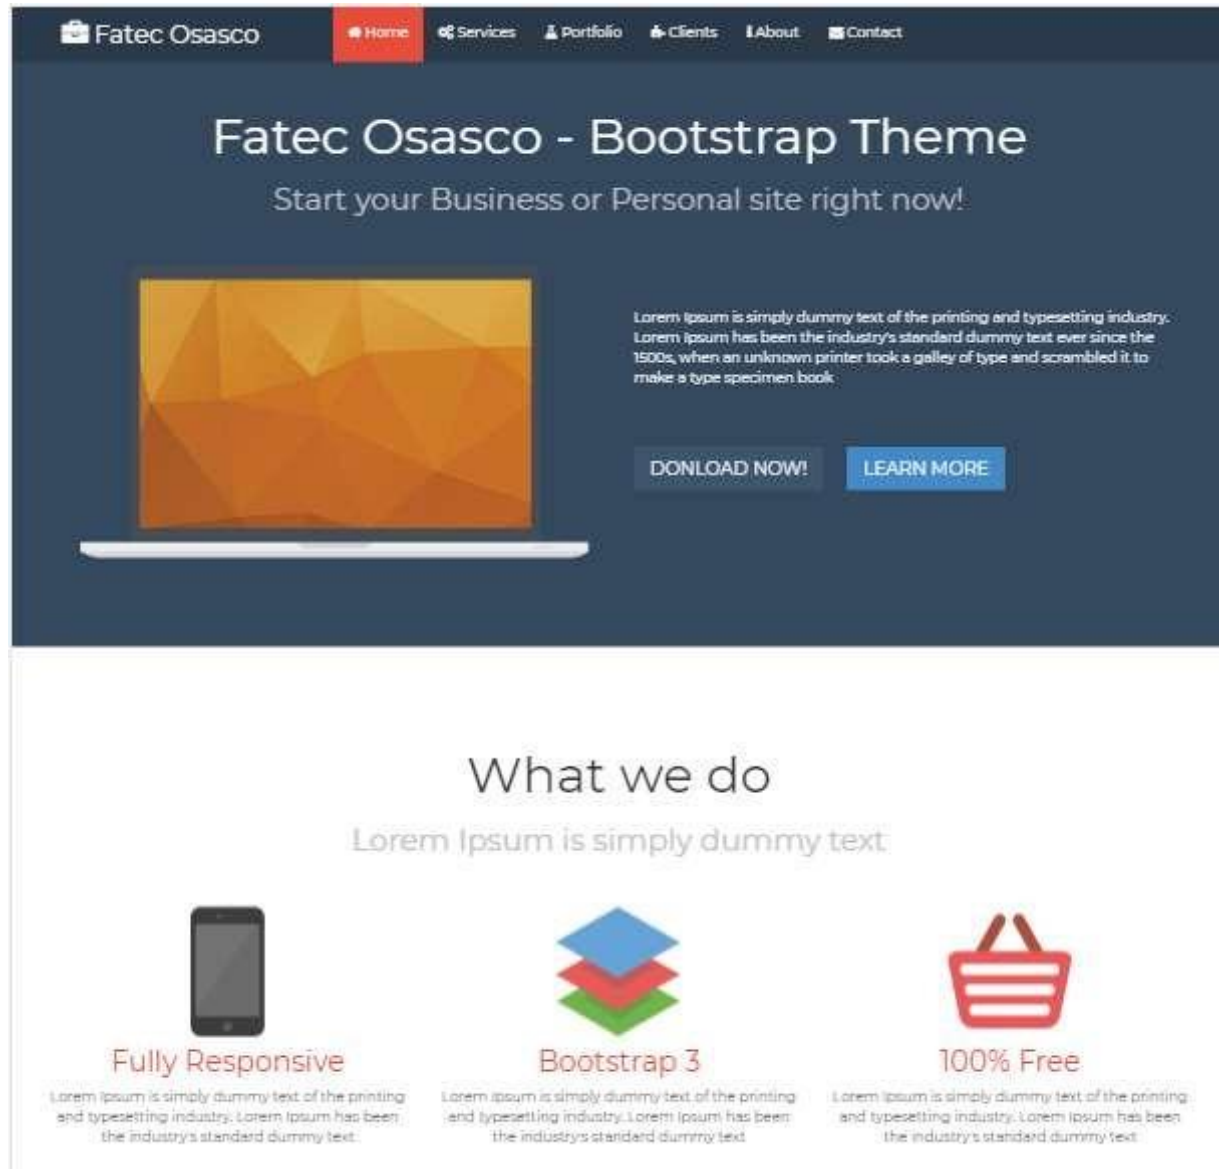 Fatec Osasco Home Services Portfolio Clients About Contact
Fatec Osasco - Bootstrap Theme
Start your Business or Personal site right now!
Lorem Ipsum is simply dummy text of the printing and typesetting industry.
Lorem Ipsum has been the industry's standard dummy text ever since the
1500s, when an unknown printer took a galley of type and scrambled it to
make a type specimen book
DONLOAD NOW! LEARN MORE
What we do
Lorem Ipsum is simply dummy text
Fully Responsive
Lorem Ipsum is simply dummy text of the printing
and typesetting industry. Lorem Ipsum has been
the industry's standard dummy text
Bootstrap 3
Lorem Ipsum is simply dummy text of the printing
and typesetting industry. Lorem Ipsum has been
the industry's standard dummy text
100% Free
Lorem Ipsum is simply dummy text of the printing
and typesetting industry. Lorem Ipsum has been
the industry's standard dummy text